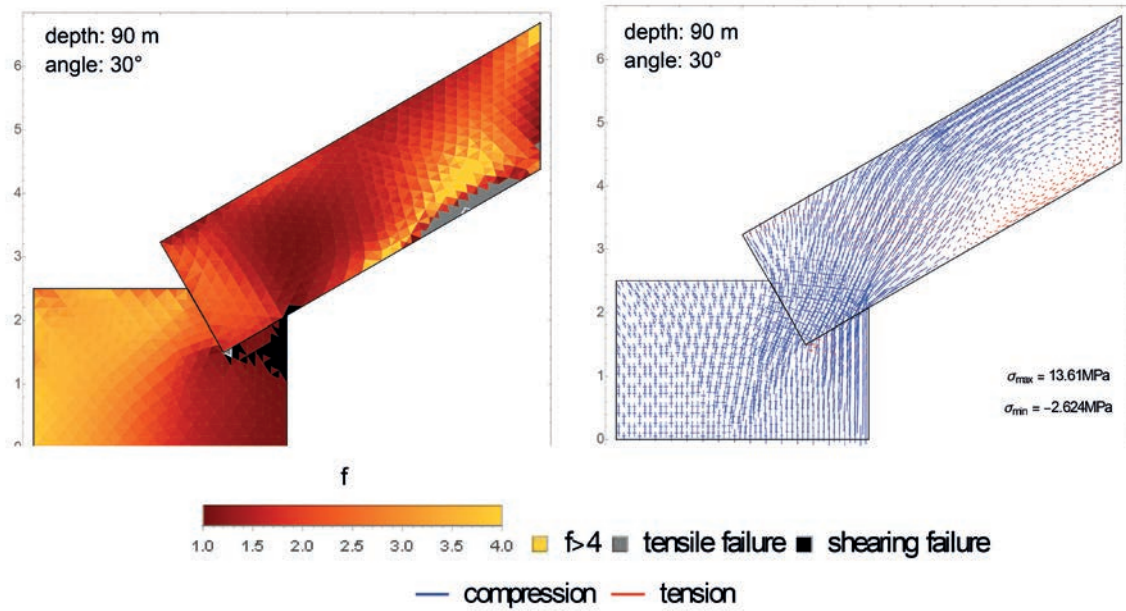 depth: 90 m
angle: 30°
6
5
4
3
2
1
0
depth: 90 m
angle: 30°
6
5
4
3
2
1
0
σmax = 13.61MPa
σmin = −2.624MPa
f
1.0 1.5 2.0 2.5 3.0 3.5 4.0
f>4 tensile failure shearing failure
compression tension